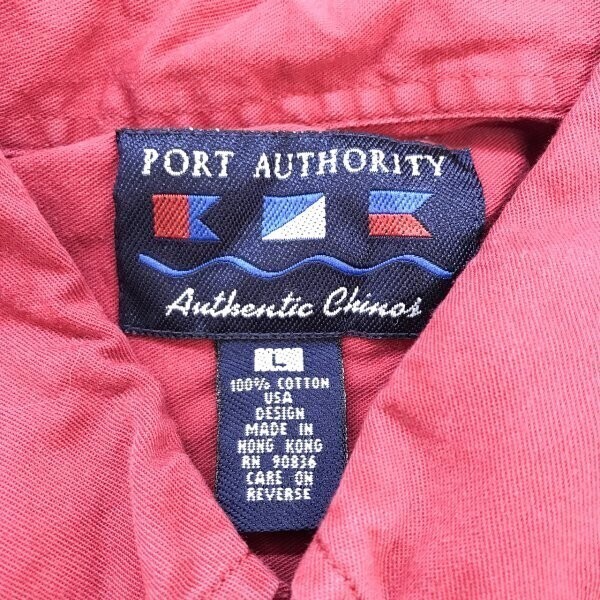 PORT AUTHORITY
Authentic Chinos
L
100% COTTON
USA
DESIGN
MADE IN
HONG KONG
RN 90836
CARE ON
REVERSE